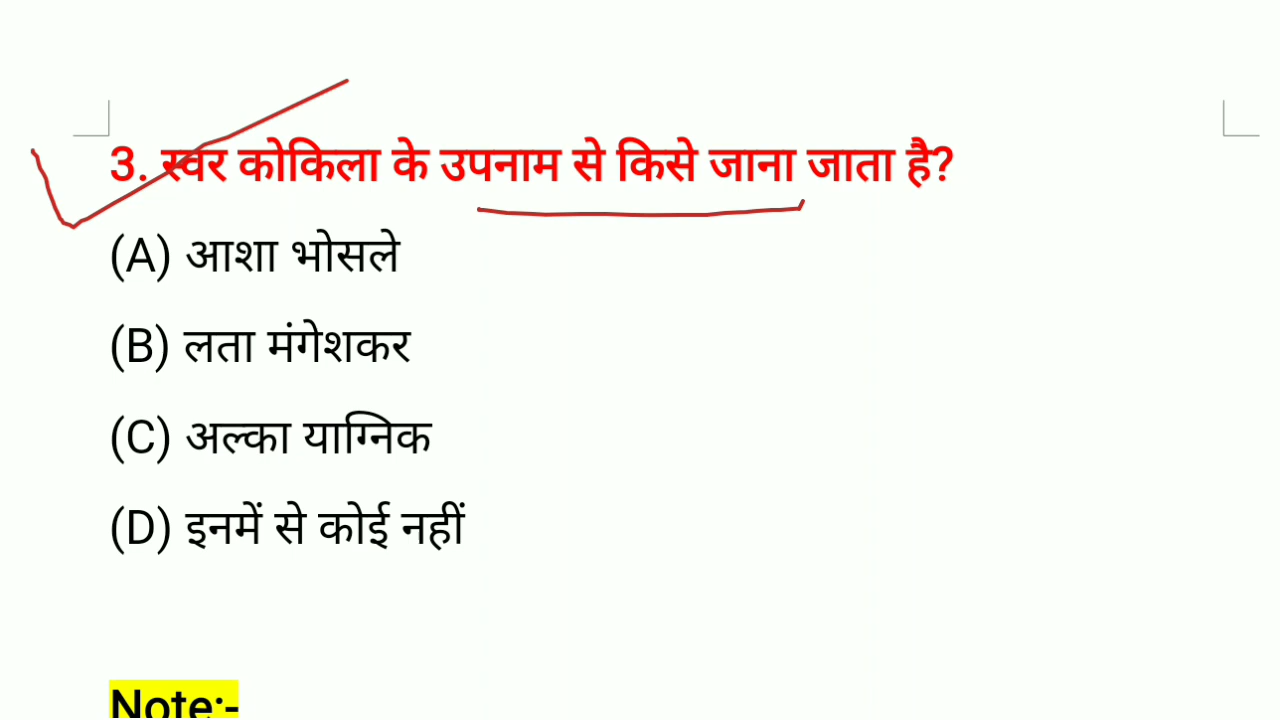 3. स्वर कोकिला के उपनाम से किसे जाना जाता है?
(A) आशा भोसले
(B) लता मंगेशकर
(C) अल्का याग्निक
(D) इनमें से कोई नहीं
Note:-